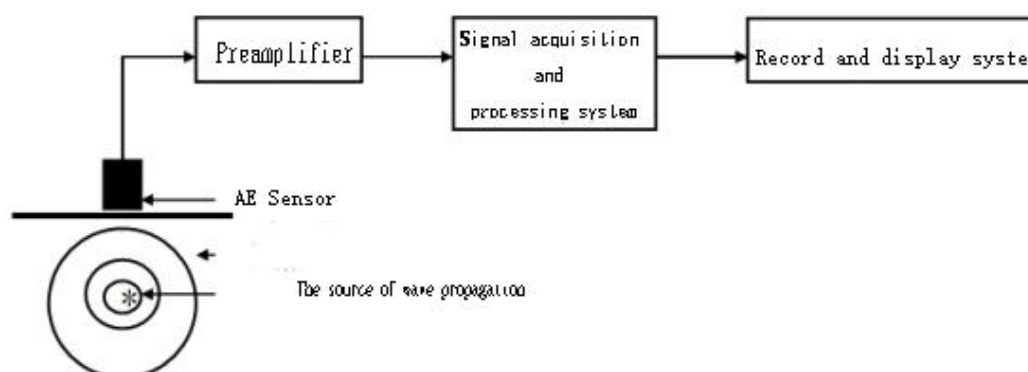 Preamplifier
Signal acquisition
and
processing system
Record and display syste
AE Sensor
The source of wave propagation